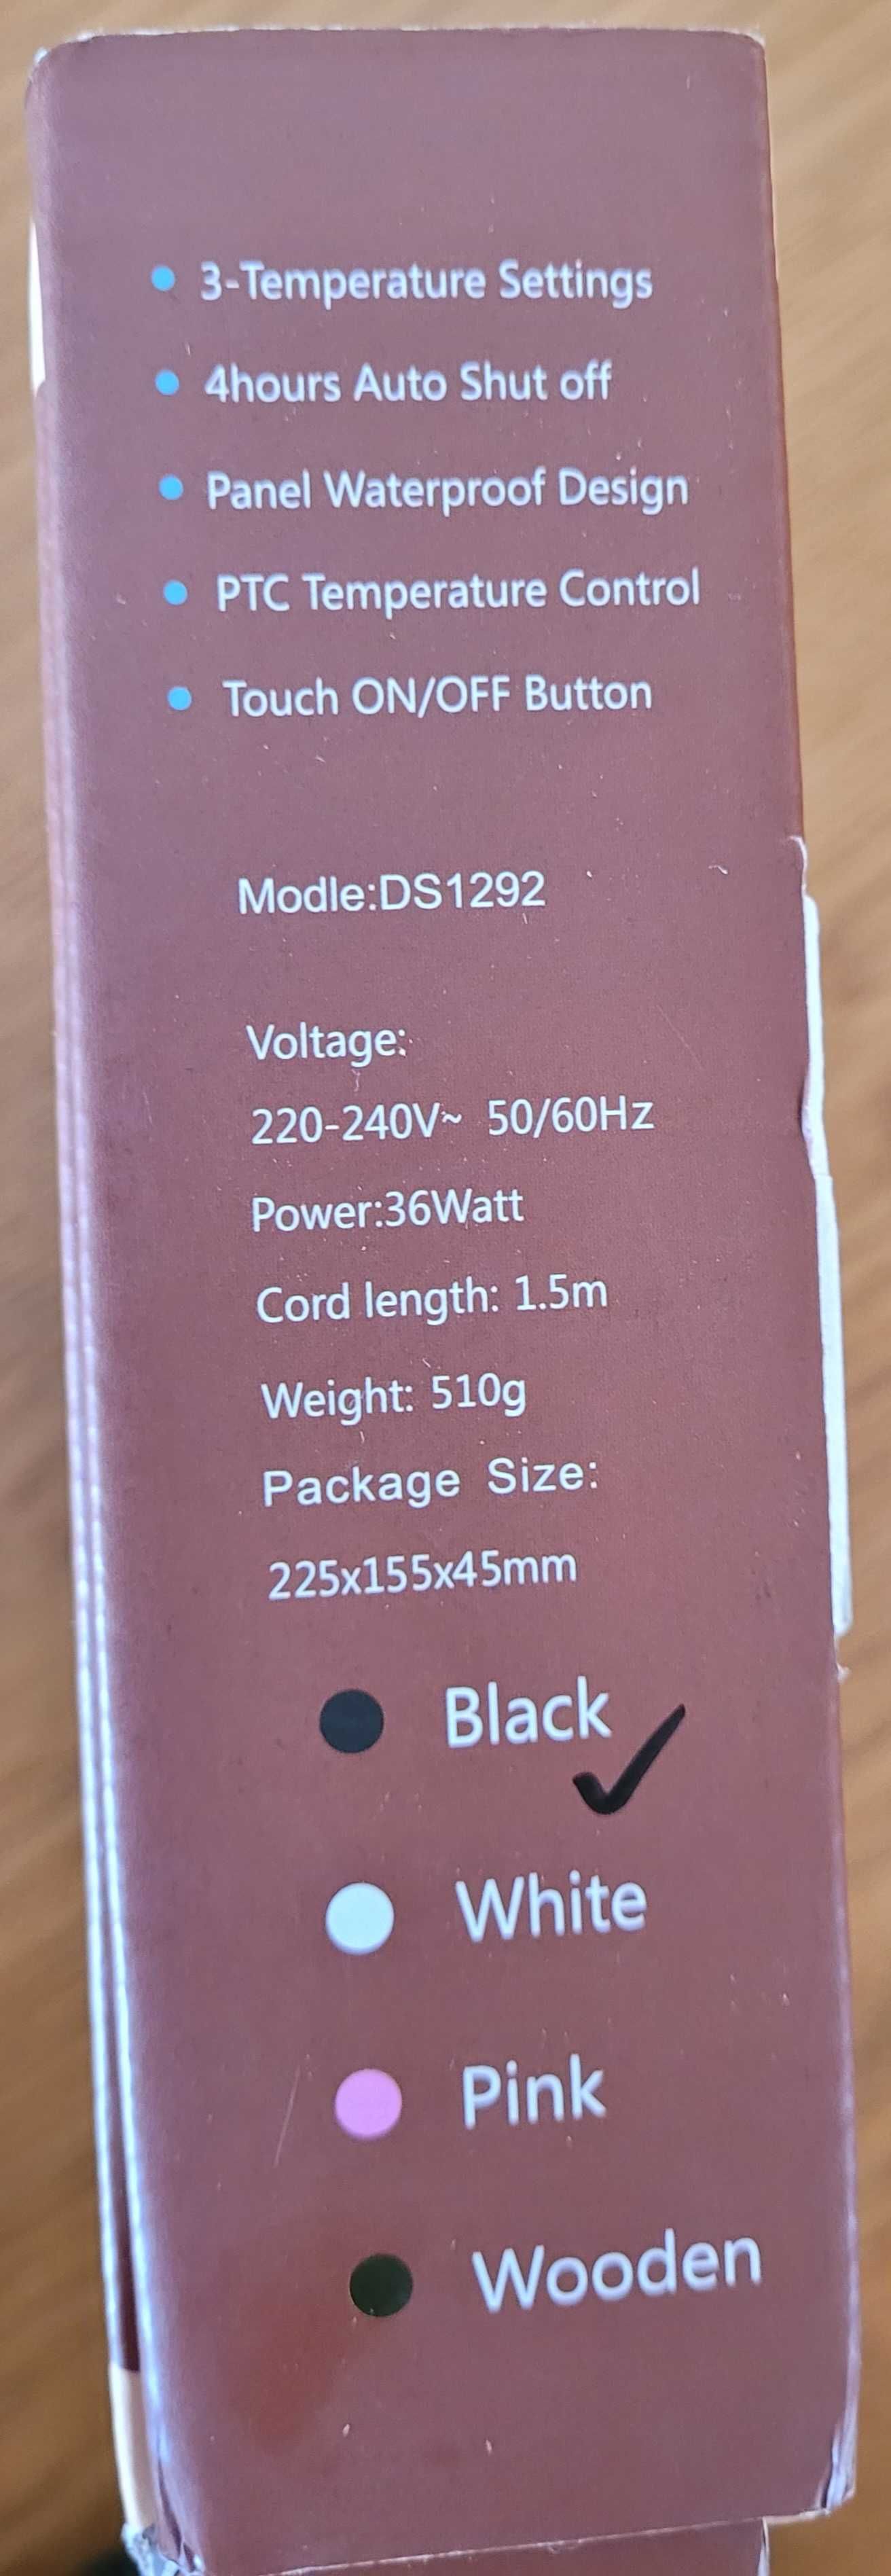 3-Temperature Settings
4hours Auto Shut off
Panel Waterproof Design
PTC Temperature Control
Touch ON/OFF Button
Modle:DS1292
Voltage:
220-240V~ 50/60Hz
Power:36Watt
Cord length: 1.5m
Weight: 510g
Package Size:
225x155x45mm
Black
White
Pink
Wooden